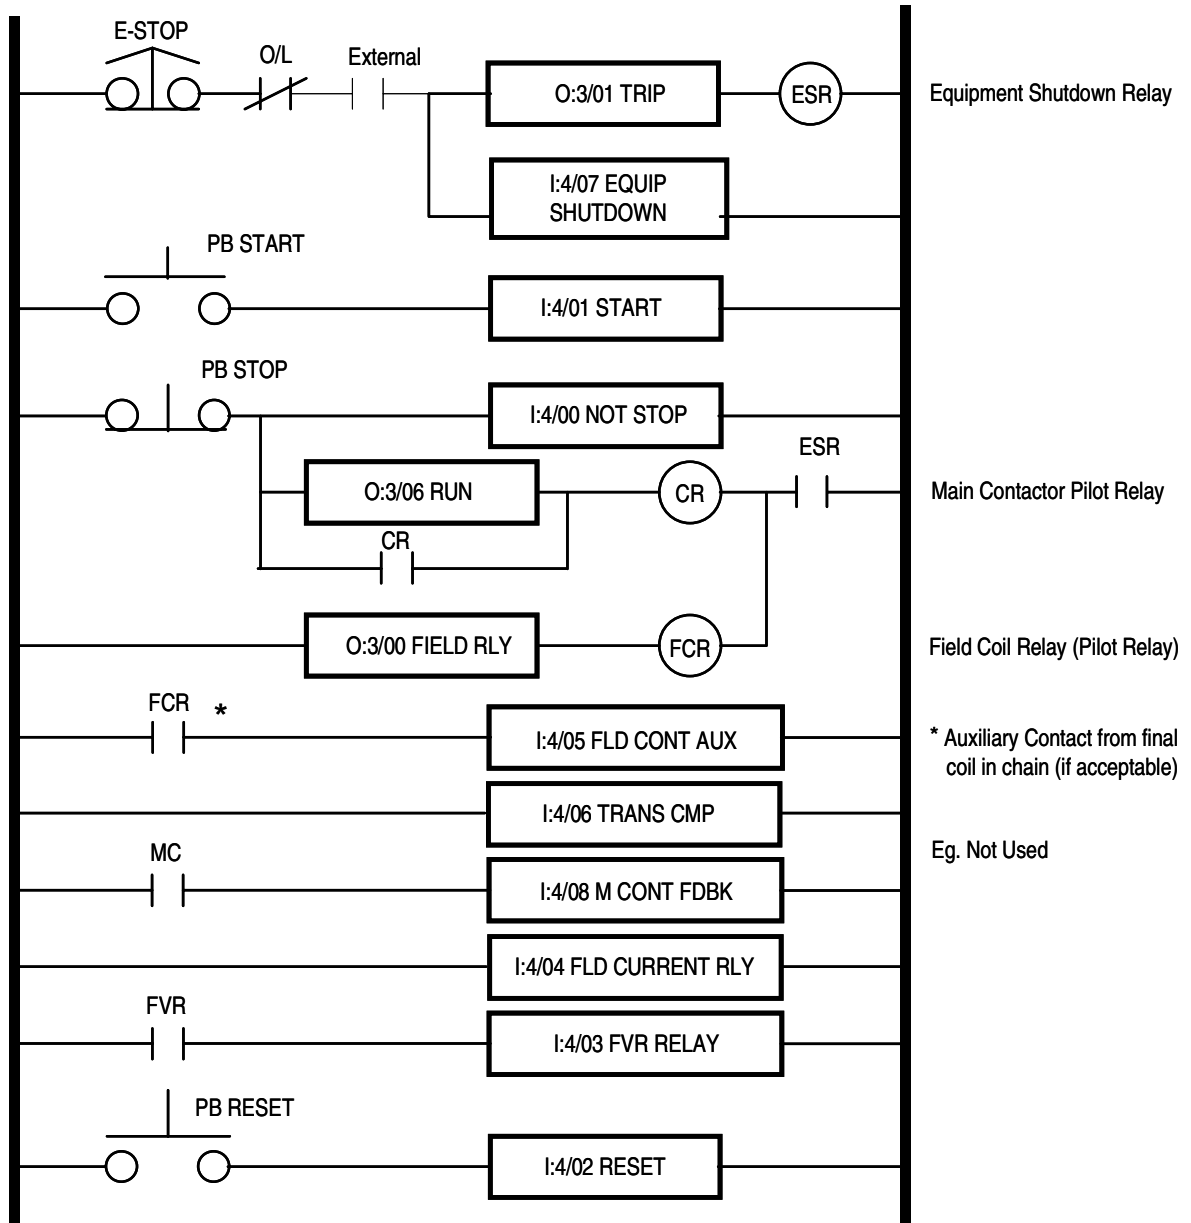 E-STOP
O/L
External
O:3/01 TRIP
ESR
Equipment Shutdown Relay
I:4/07 EQUIP
SHUTDOWN
PB START
I:4/01 START
PB STOP
I:4/00 NOT STOP
ESR
O:3/06 RUN
CR
Main Contactor Pilot Relay
CR
O:3/00 FIELD RLY
FCR
Field Coil Relay (Pilot Relay)
FCR *
I:4/05 FLD CONT AUX
* Auxiliary Contact from final
coil in chain (if acceptable)
I:4/06 TRANS CMP
Eg. Not Used
MC
I:4/08 M CONT FDBK
I:4/04 FLD CURRENT RLY
FVR
I:4/03 FVR RELAY
PB RESET
I:4/02 RESET